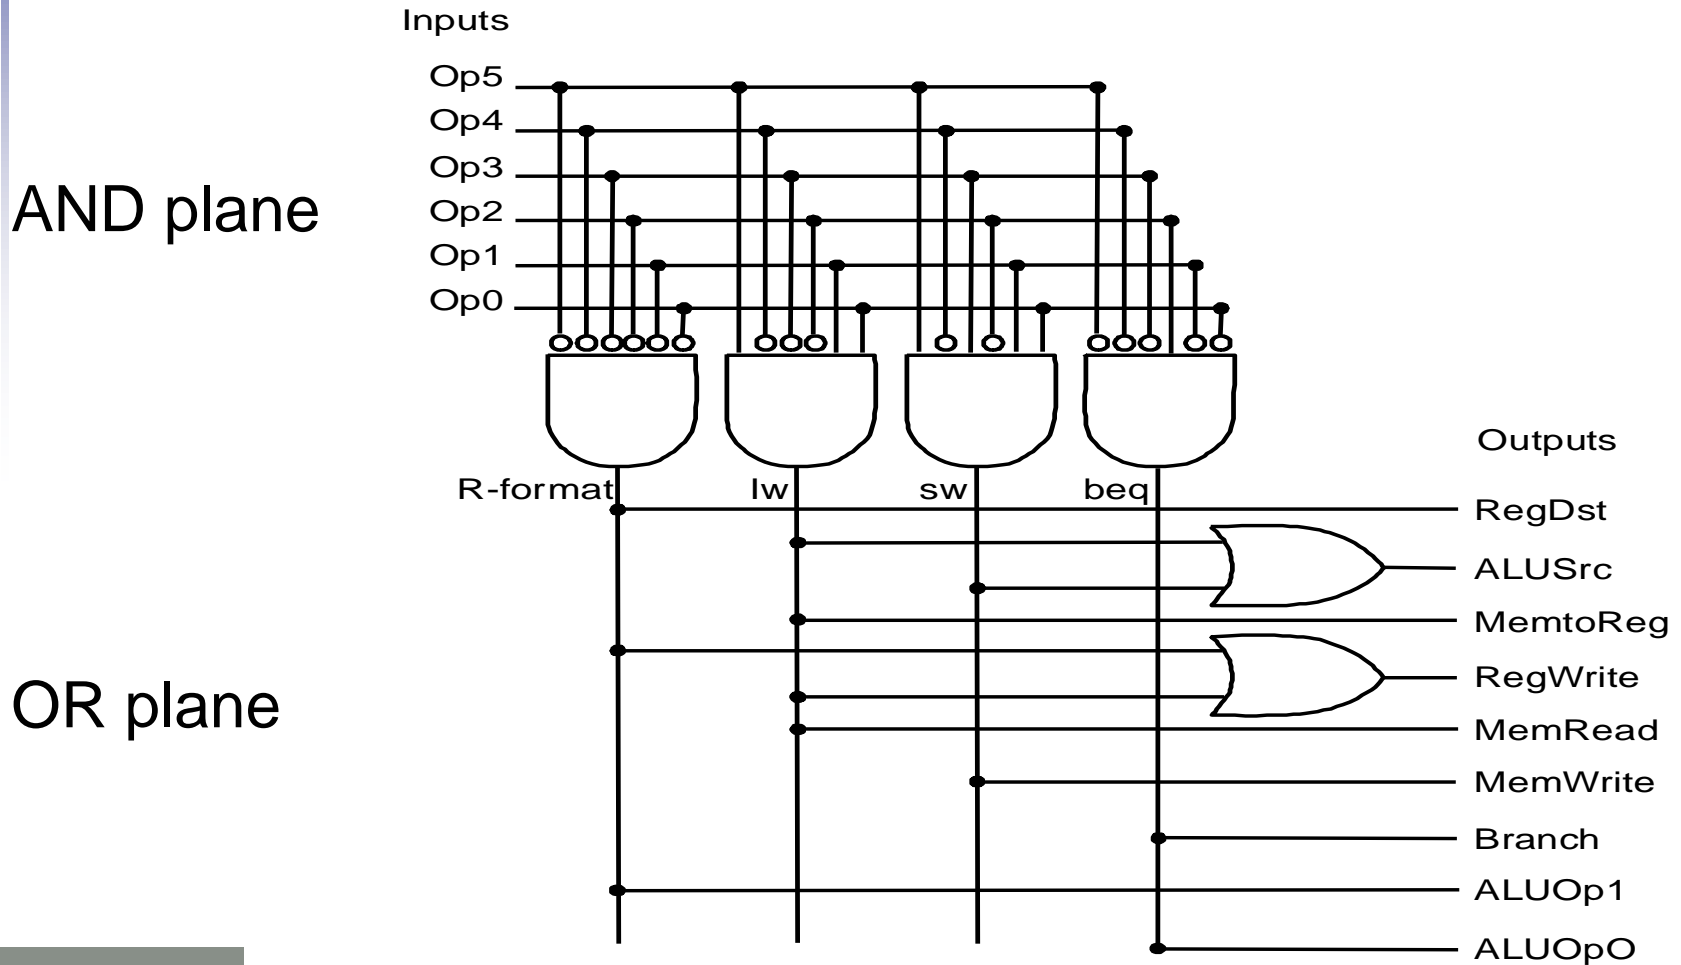 Inputs
Op5
Op4
Op3
AND plane
Op2
Op1
Op0
Outputs
R-format
lw
sw
beq
RegDst
ALUSrc
MemtoReg
RegWrite
OR plane
MemRead
MemWrite
Branch
ALUOp1
ALUOpO